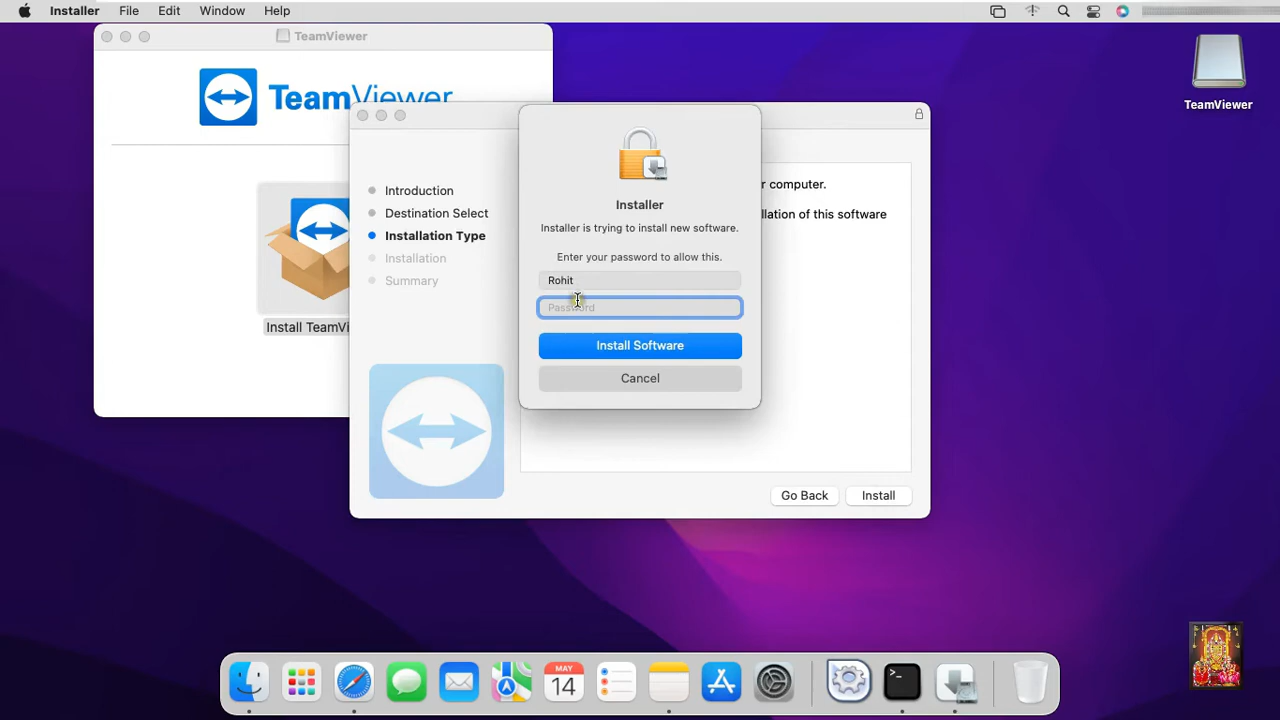 Installer File Edit Window Help
TeamViewer
TeamViewer
TeamViewer
Install TeamVi
Introduction
Destination Select
Installation Type
Installation
Summary
r computer.
llation of this software
Go Back
Install
Installer
Installer is trying to install new software.
Enter your password to allow this.
Rohit
Password
Install Software
Cancel
MAY
14